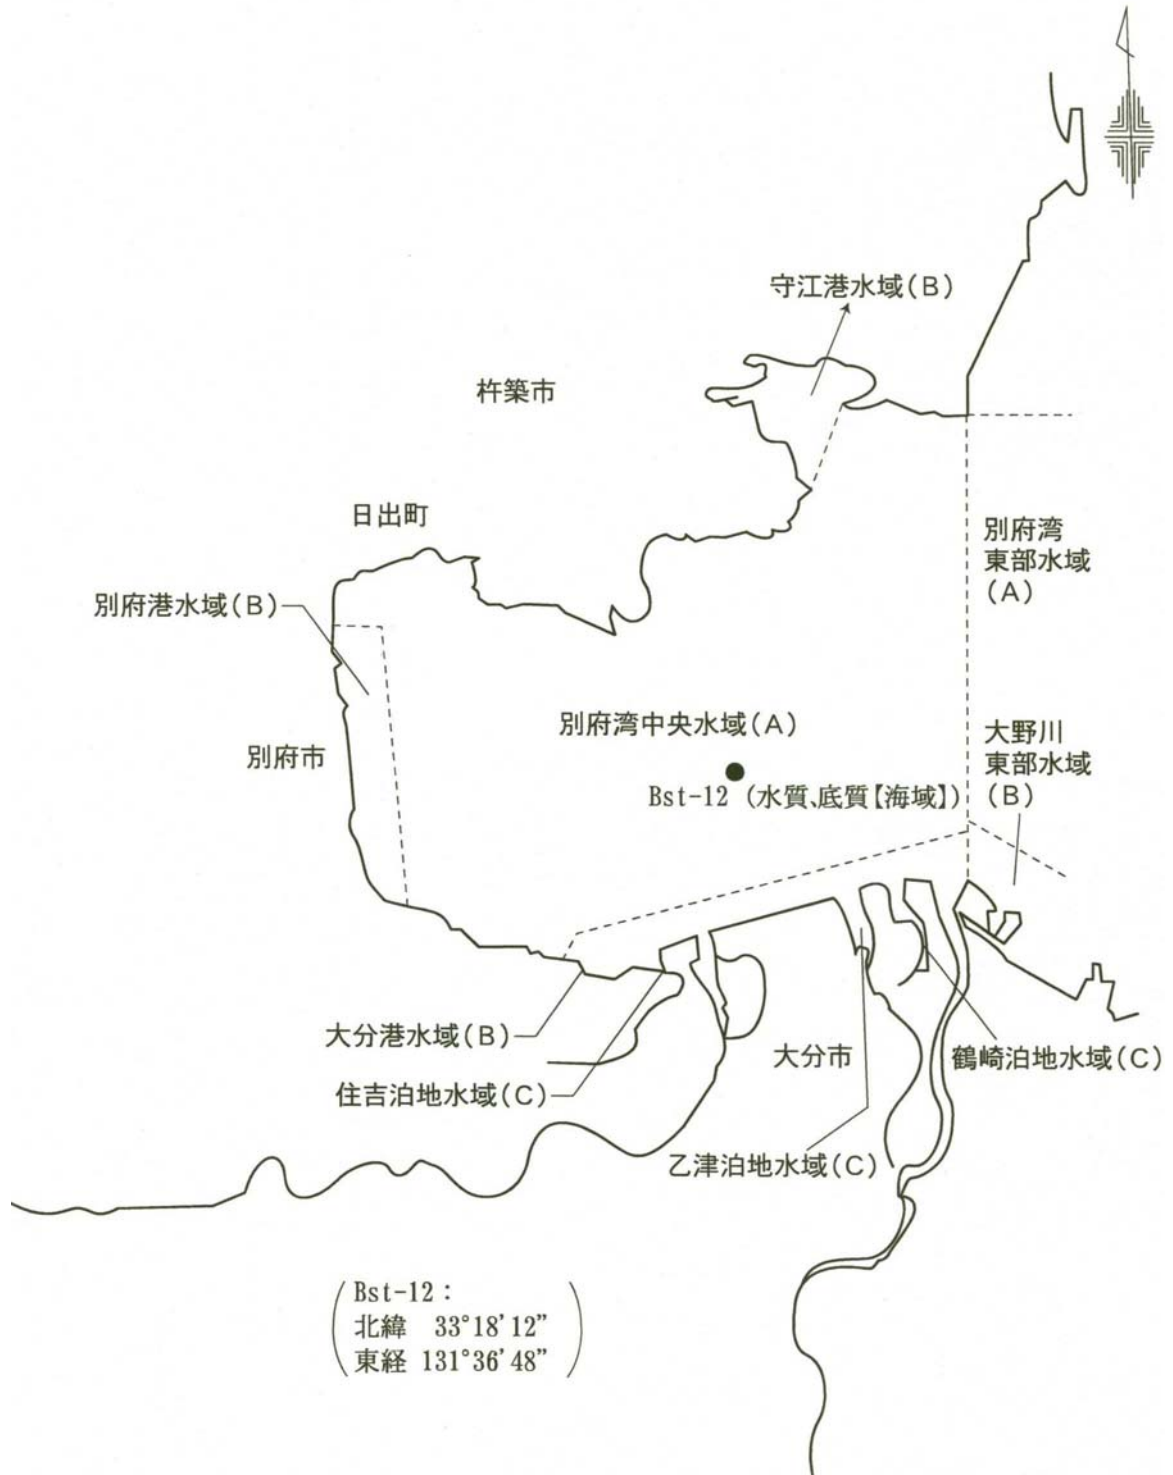 守江港水域(B)
杵築市
日出町
別府湾
東部水域
(A)
別府港水域(B)
別府湾中央水域(A)
大野川
東部水域
(B)
別府市
Bst-12 (水質、底質【海域】)
大分港水域(B)
大分市
鶴崎泊地水域(C)
住吉泊地水域(C)
乙津泊地水域(C)
Bst-12：
北緯 33°18’12”
東経 131°36’48”